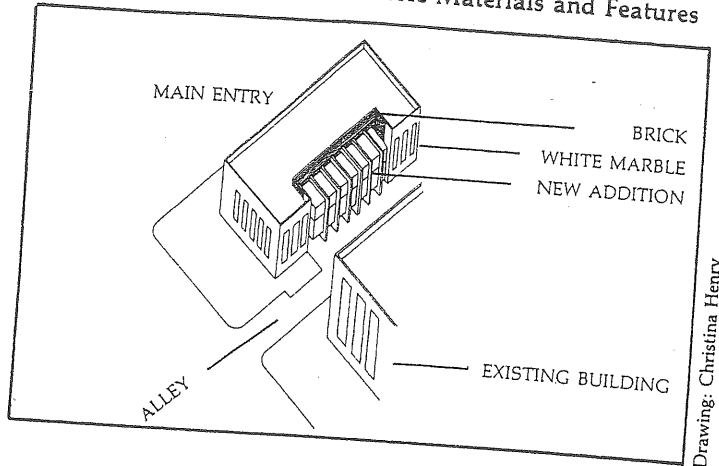 Materials and Features
MAIN ENTRY
BRICK
WHITE MARBLE
NEW ADDITION
EXISTING BUILDING
ALLEY
Drawing: Christina Henry